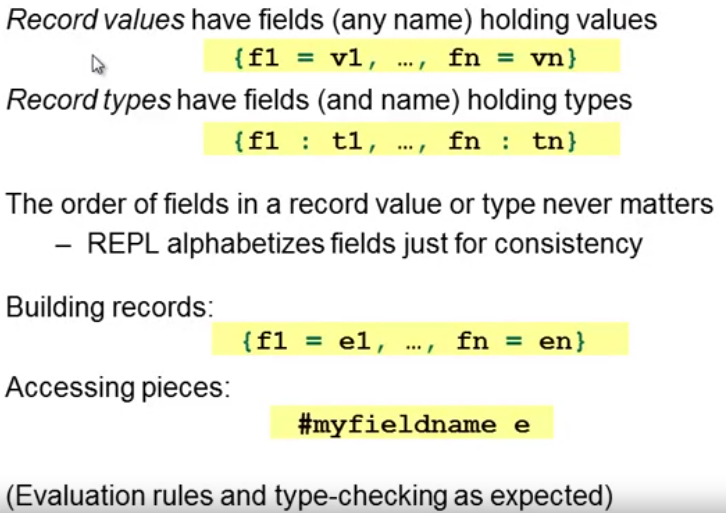 Record values have fields (any name) holding values
{f1 = v1, …, fn = vn}
Record types have fields (and name) holding types
{f1 : t1, …, fn : tn}
The order of fields in a record value or type never matters
– REPL alphabetizes fields just for consistency
Building records:
{f1 = e1, …, fn = en}
Accessing pieces:
#myfieldname e
(Evaluation rules and type-checking as expected)